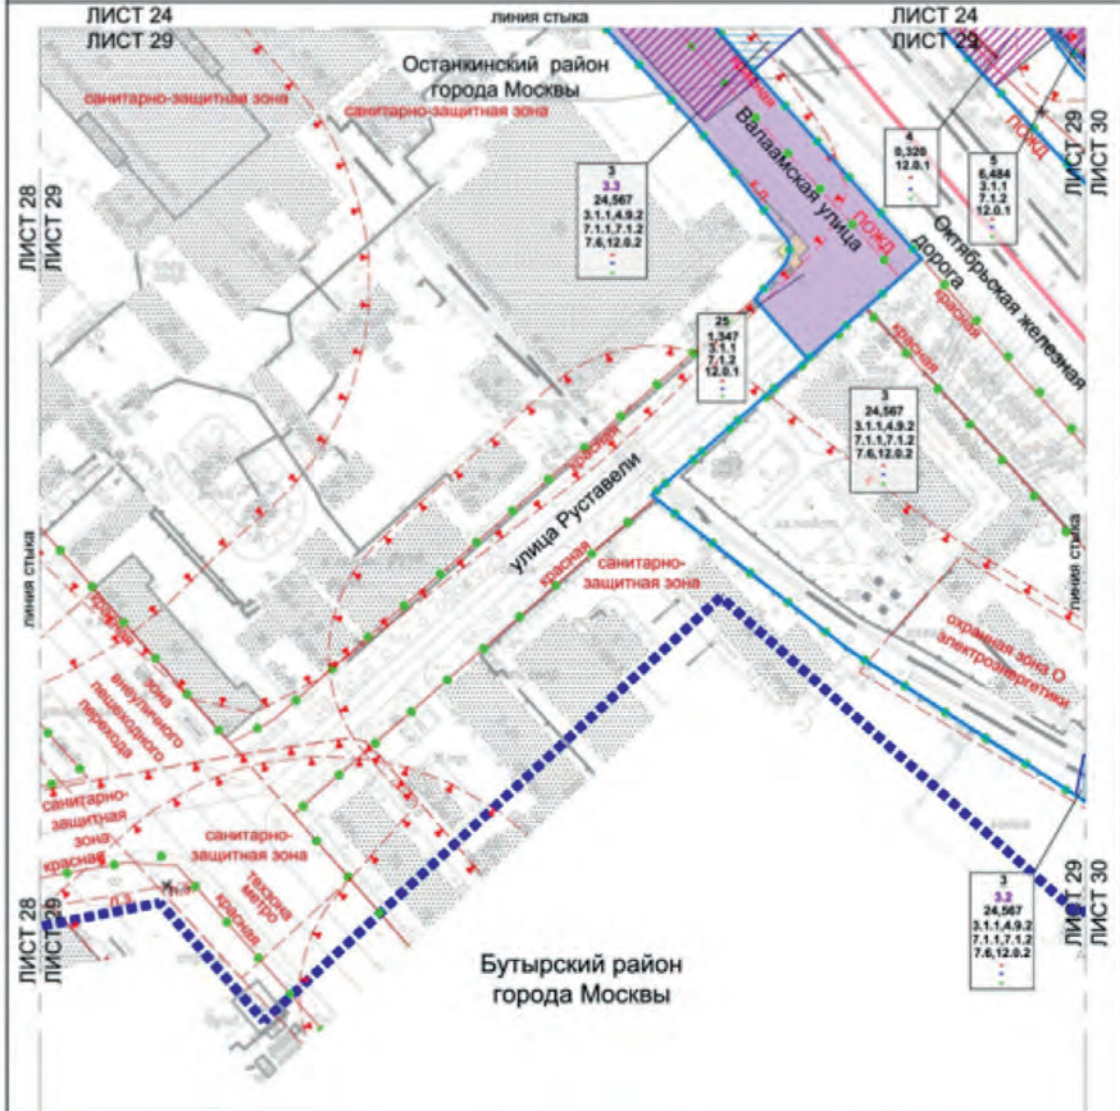 ЛИСТ 24
линия стыка
ЛИСТ 24
ЛИСТ 29
ЛИСТ 29
Останкинский район
города Москвы
санитарно-защитная зона
санитарно-защитная зона
красная
Валаамская улица
ПОЖД
ПОЖД
к.л.
ЛИСТ 28
ЛИСТ 29
ЛИСТ 29
ЛИСТ 30
4
0,320
12.0.1
5
6,484
3.1.1
7.1.2
12.0.1
3
3.3
24,567
3.1.1,4.9.2
7.1.1,7.1.2
7.6,12.0.2
Октябрьская железная
дорога
красная
красная
25
1,347
3.1.1
7.1.2
12.0.1
3
24,567
3.1.1,4.9.2
7.1.1,7.1.2
7.6,12.0.2
красная
улица Руставели
красная
санитарно-
защитная зона
линия стыка
линия стыка
охранная зона О
электроэнергетики
красная
зона
внеуличного
пешеходного
перехода
санитарно-
защитная
зона
красная
санитарно-
защитная зона
техзона
метро
красная
ЛИСТ 28
ЛИСТ 29
ЛИСТ 29
ЛИСТ 30
3
3.2
24,567
3.1.1,4.9.2
7.1.1,7.1.2
7.6,12.0.2
Бутырский район
города Москвы